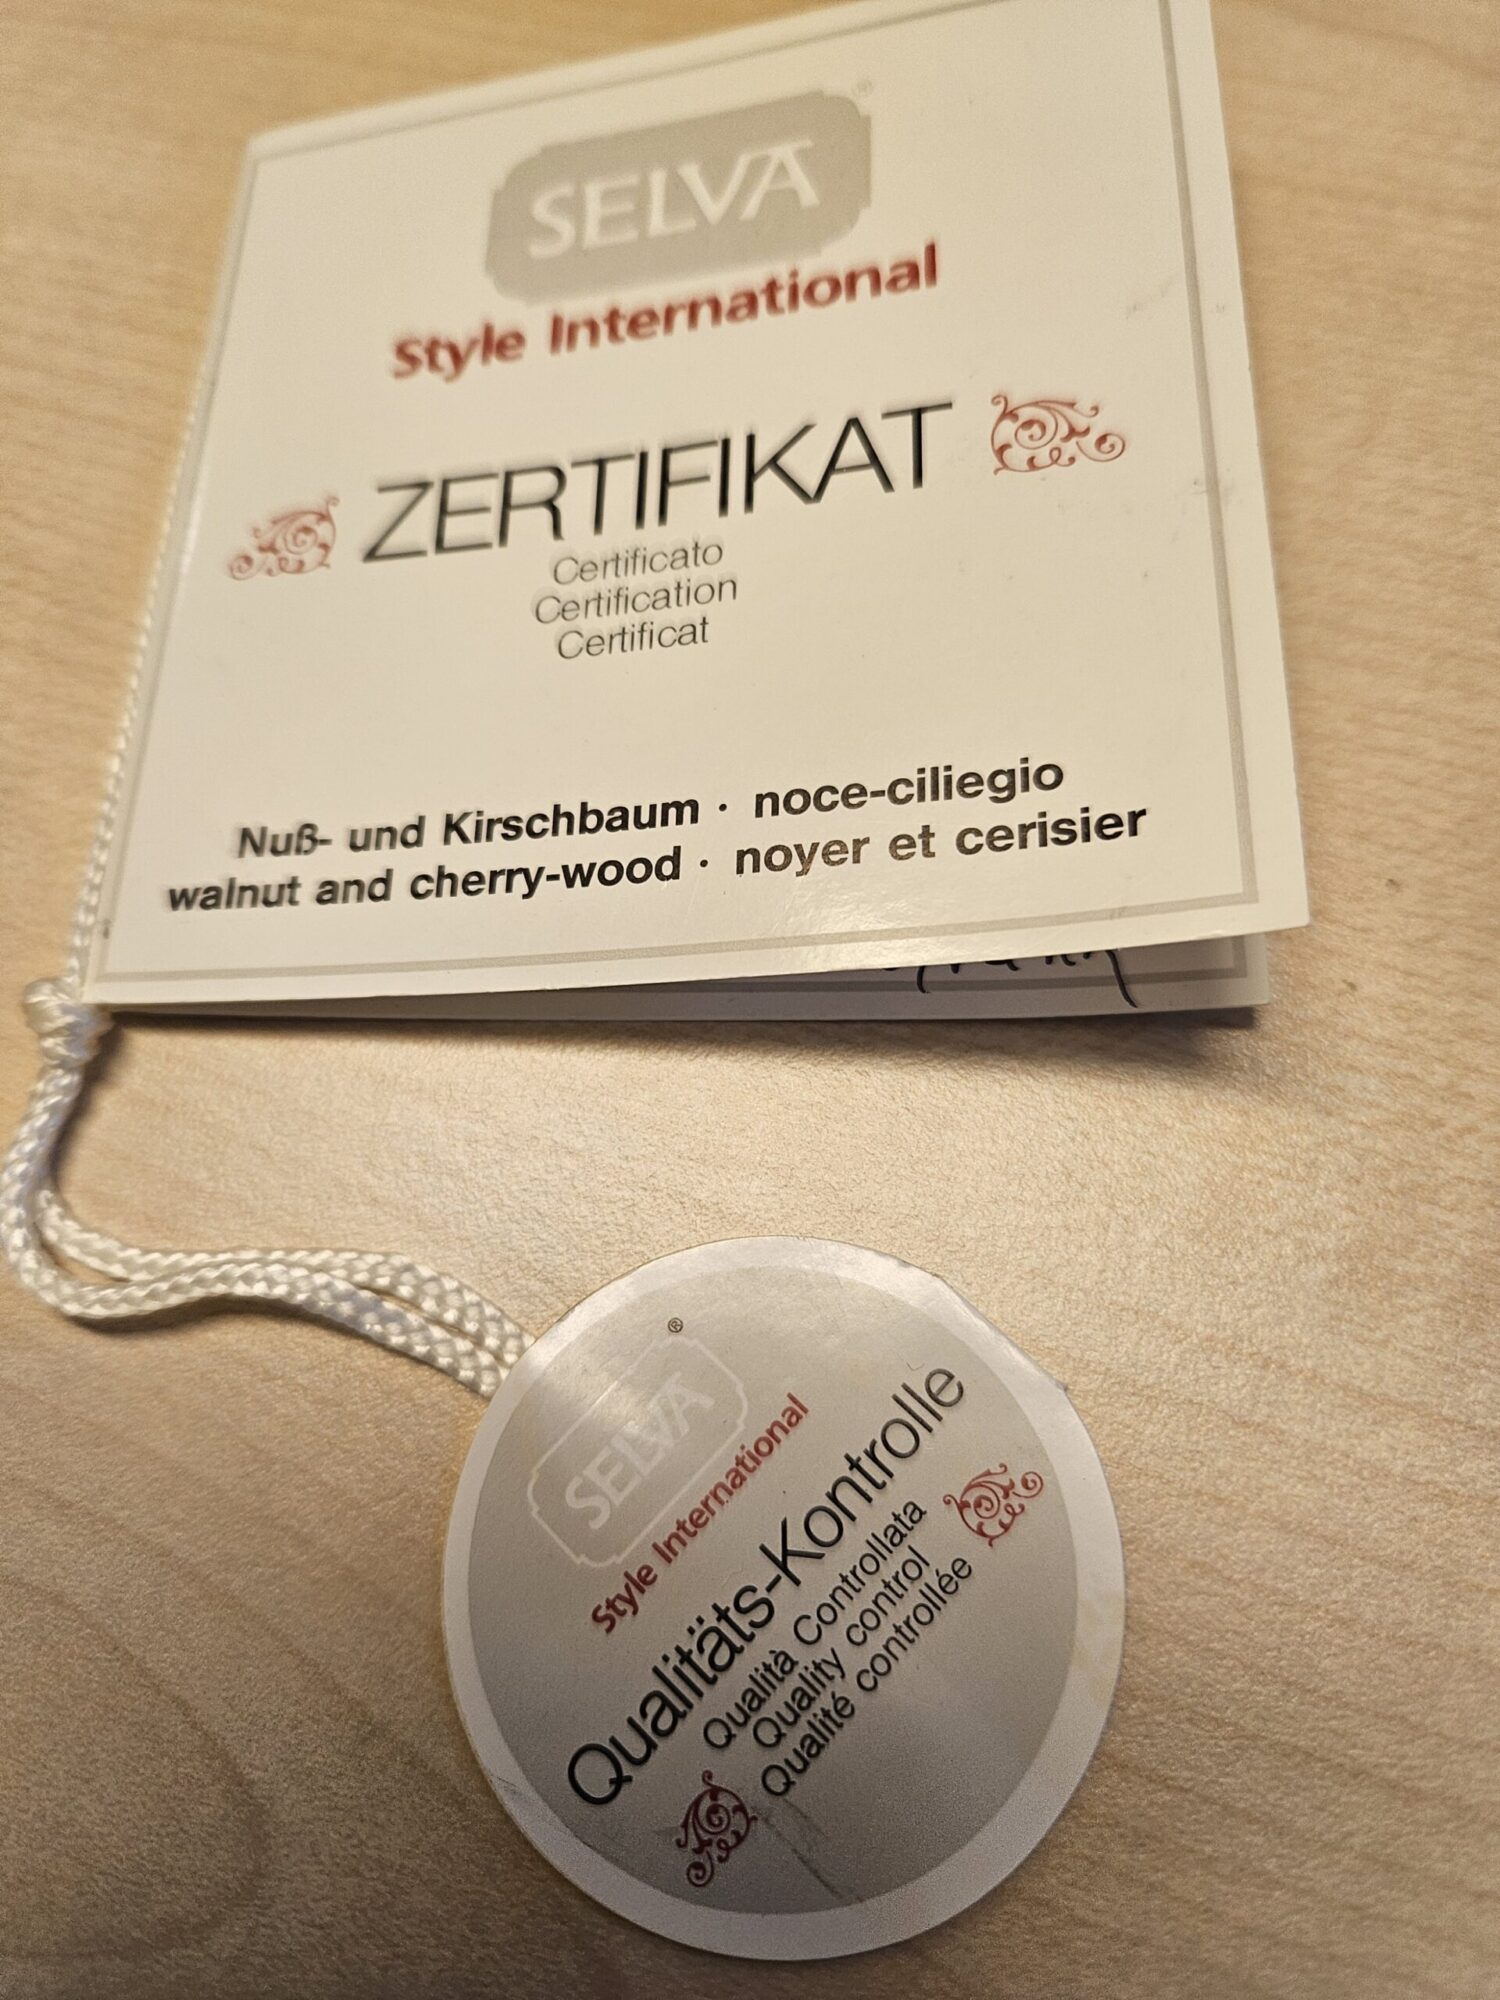 SELVA
Style International
ZERTIFIKAT
Certificato
Certification
Certificat
Nuß- und Kirschbaum · noce-ciliegio
walnut and cherry-wood · noyer et cerisier
SELVA®
Style International
Qualitäts-Kontrolle
Qualità Controllata
Quality control
Qualité controllée